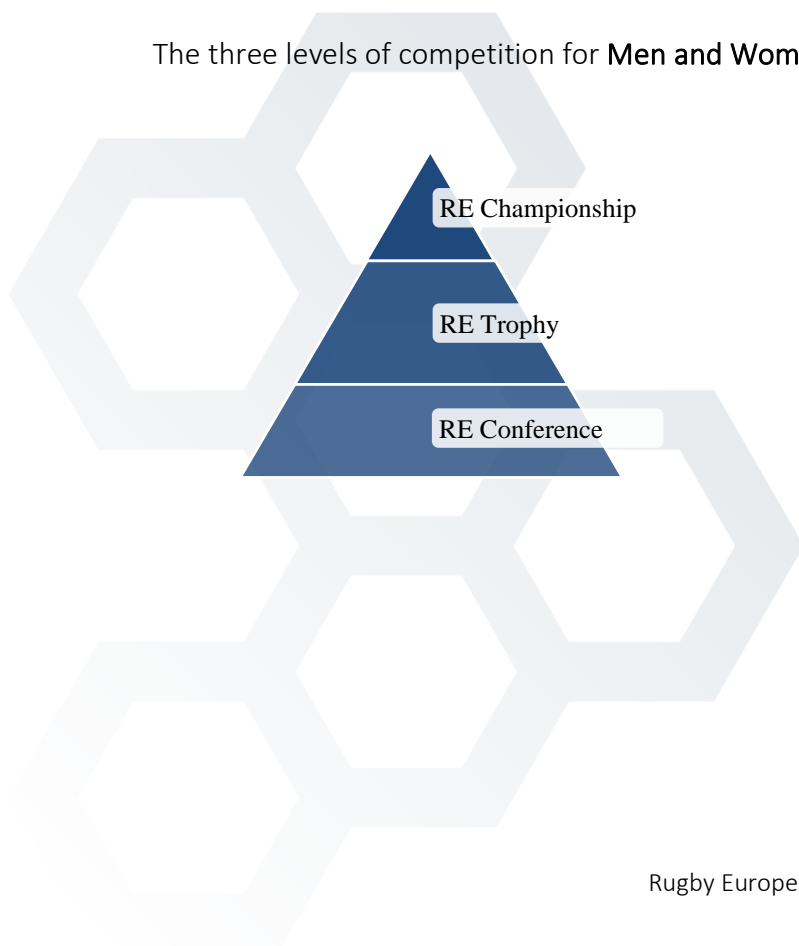 The three levels of competition for Men and Wom
RE Championship
RE Trophy
RE Conference
Rugby Europe